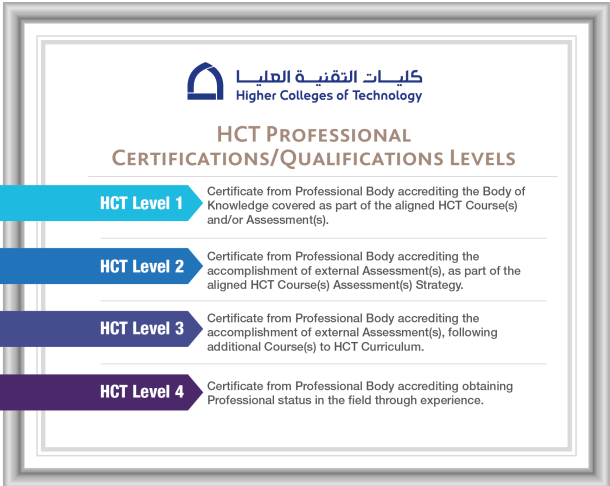 كليـــات التقنيـــة العليـــا
Higher Colleges of Technology
HCT Professional
Certifications/Qualifications Levels
HCT Level 1
Certificate from Professional Body accrediting the Body of
Knowledge covered as part of the aligned HCT Course(s)
and/or Assessment(s).
HCT Level 2
Certificate from Professional Body accrediting the
accomplishment of external Assessment(s), as part of the
aligned HCT Course(s) Assessment(s) Strategy.
HCT Level 3
Certificate from Professional Body accrediting the
accomplishment of external Assessment(s), following
additional Course(s) to HCT Curriculum.
HCT Level 4
Certificate from Professional Body accrediting obtaining
Professional status in the field through experience.